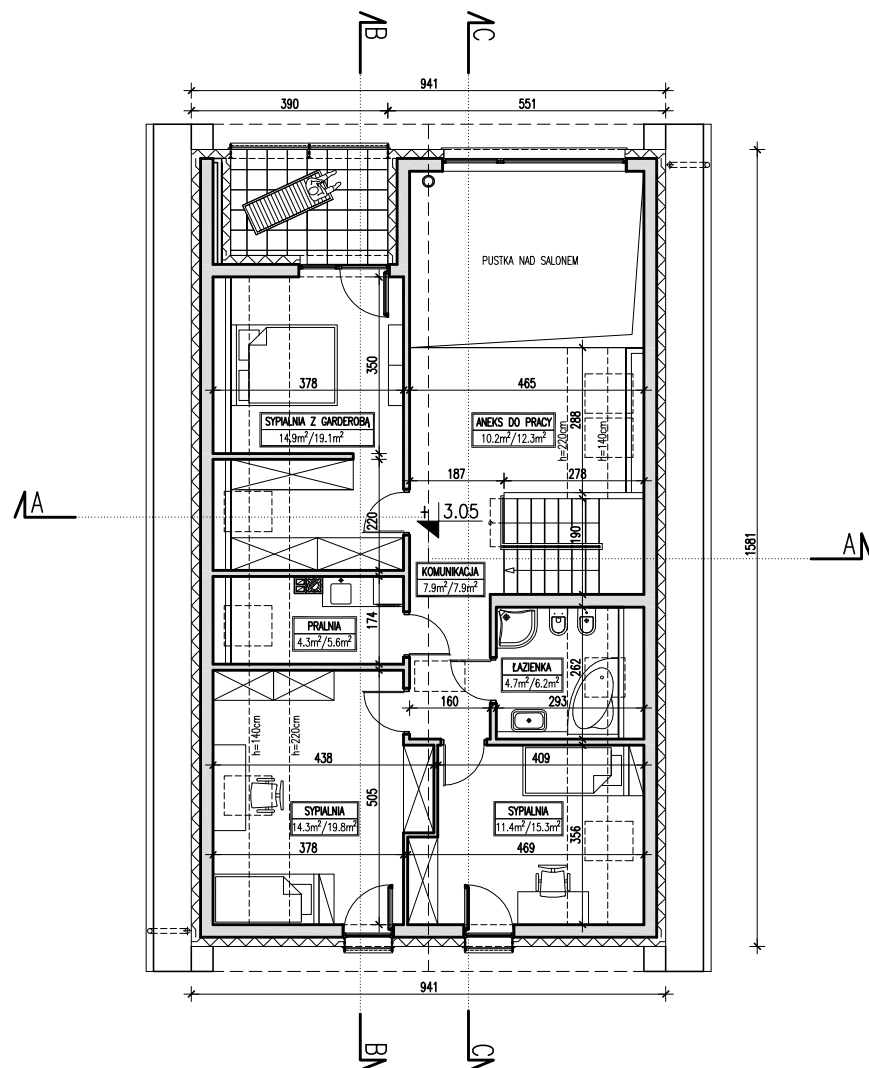 B
C
941
390
551
PUSTKA NAD SALONEM
350
378
465
288
SYPIALNIA Z GARDEROBĄ
14.9m²/19.1m²
ANEKS DO PRACY
10.2m²/12.3m²
h=220cm
h=140cm
187
278
A
220
+ 3.05
190
1581
A
KOMUNIKACJA
7.9m²/7.9m²
174
PRALNIA
4.3m²/5.6m²
ŁAZIENKA
4.7m²/6.2m²
262
160
293
h=140cm
h=220cm
438
409
505
SYPIALNIA
14.3m²/19.8m²
SYPIALNIA
11.4m²/15.3m²
356
378
469
941
B
C